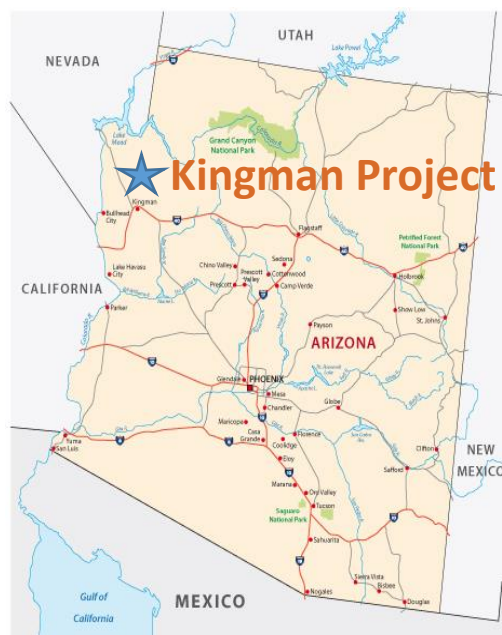 UTAH
Lake Powell
NEVADA
Lake
Mead
Grand Canyon
National Park
Colorado R.
Kingman Project
Kingman
Bullhead
City
Flagstaff
Petrified Forest
National Park
Holbrook
Lake Havasu
City
Chino Valley
Sedona
Prescott
Valley
Cottonwood
Prescott
Camp Verde
CALIFORNIA
Parker
Show Low
St. Johns
Payson
ARIZONA
Colorado R.
Glendale
PHOENIX
Mesa
Chandler
Globe
Maricopa
Casa
Grande
Florence
Coolidge
Eloy
Clifton
NEW
MEXICO
Yuma
San Luis
Safford
Marana
Oro Valley
Saguaro
National Park
Tucson
Sahuarita
Sierra Vista
Bisbee
Nogales
Douglas
Gulf of
California
MEXICO